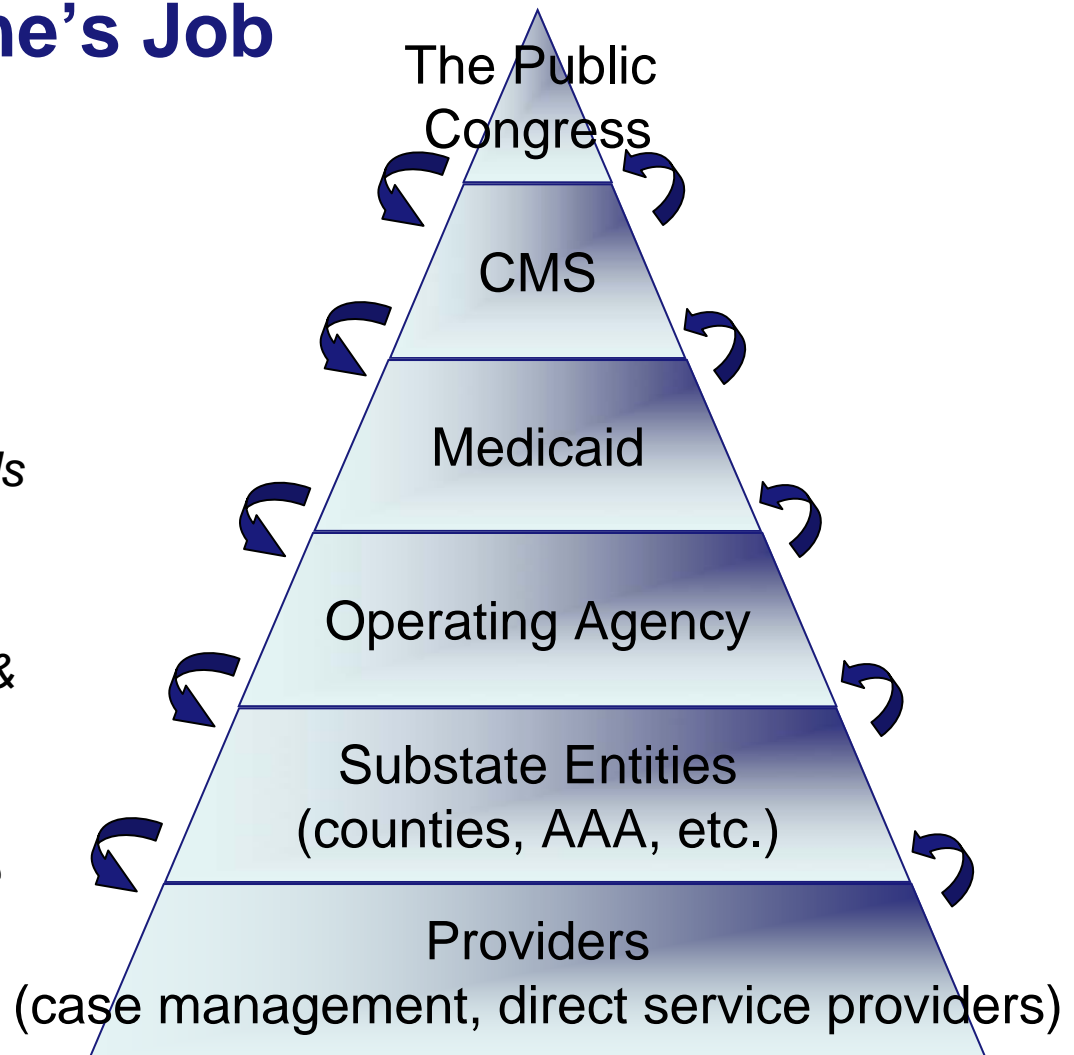 ne’s Job
The Public
Congress
CMS
Medicaid
ls
Operating Agency
&
Substate Entities
(counties, AAA, etc.)
Providers
(case management, direct service providers)